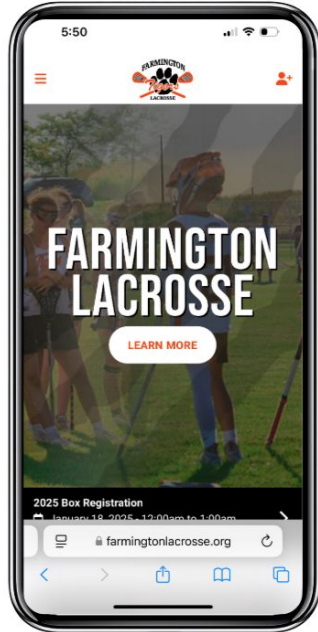 5:50
FARMINGTON
Tigers
LACROSSE
FARMINGTON
LACROSSE
LEARN MORE
2025 Box Registration
January 18, 2025 - 12:00am to 1:00am
farmingtonlacrosse.org